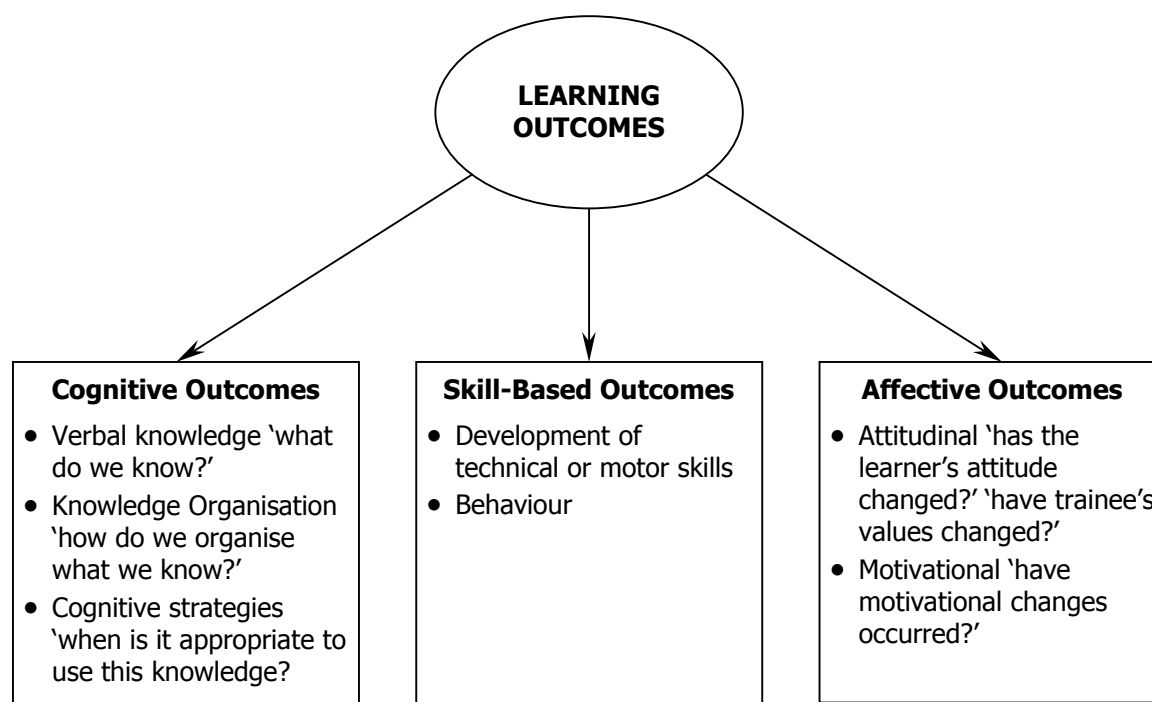 LEARNING
OUTCOMES
Cognitive Outcomes
• Verbal knowledge ‘what
do we know?’
• Knowledge Organisation
‘how do we organise
what we know?’
• Cognitive strategies
‘when is it appropriate to
use this knowledge?
Skill-Based Outcomes
• Development of
technical or motor skills
• Behaviour
Affective Outcomes
• Attitudinal ‘has the
learner’s attitude
changed?’ ‘have trainee’s
values changed?’
• Motivational ‘have
motivational changes
occurred?’